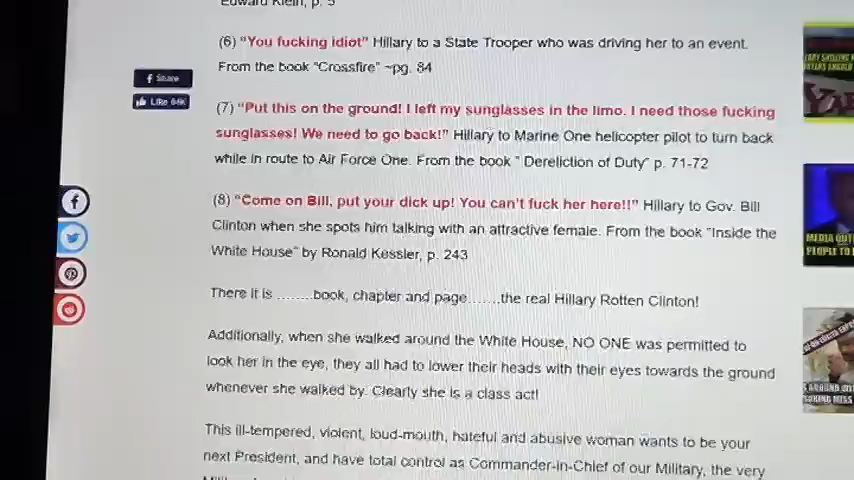 Edward Klein, p. 5
(6) “You fucking idiot” Hillary to a State Trooper who was driving her to an event.
From the book “Crossfire” ~pg. 84
Share
Like 64K
(7) “Put this on the ground! I left my sunglasses in the limo. I need those fucking
sunglasses! We need to go back!” Hillary to Marine One helicopter pilot to turn back
while in route to Air Force One. From the book “ Dereliction of Duty” p. 71-72
(8) “Come on Bill, put your dick up! You can’t fuck her here!!” Hillary to Gov. Bill
Clinton when she spots him talking with an attractive female. From the book “Inside the
White House” by Ronald Kessler, p. 243
There it is ........book, chapter and page.......the real Hillary Rotten Clinton!
Additionally, when she walked around the White House, NO ONE was permitted to
look her in the eye, they all had to lower their heads with their eyes towards the ground
whenever she walked by. Clearly she is a class act!
This ill-tempered, violent, loud-mouth, hateful and abusive woman wants to be your
next President, and have total control as Commander-in-Chief of our Military, the very
MEDIA OUT
PEOPLE TO